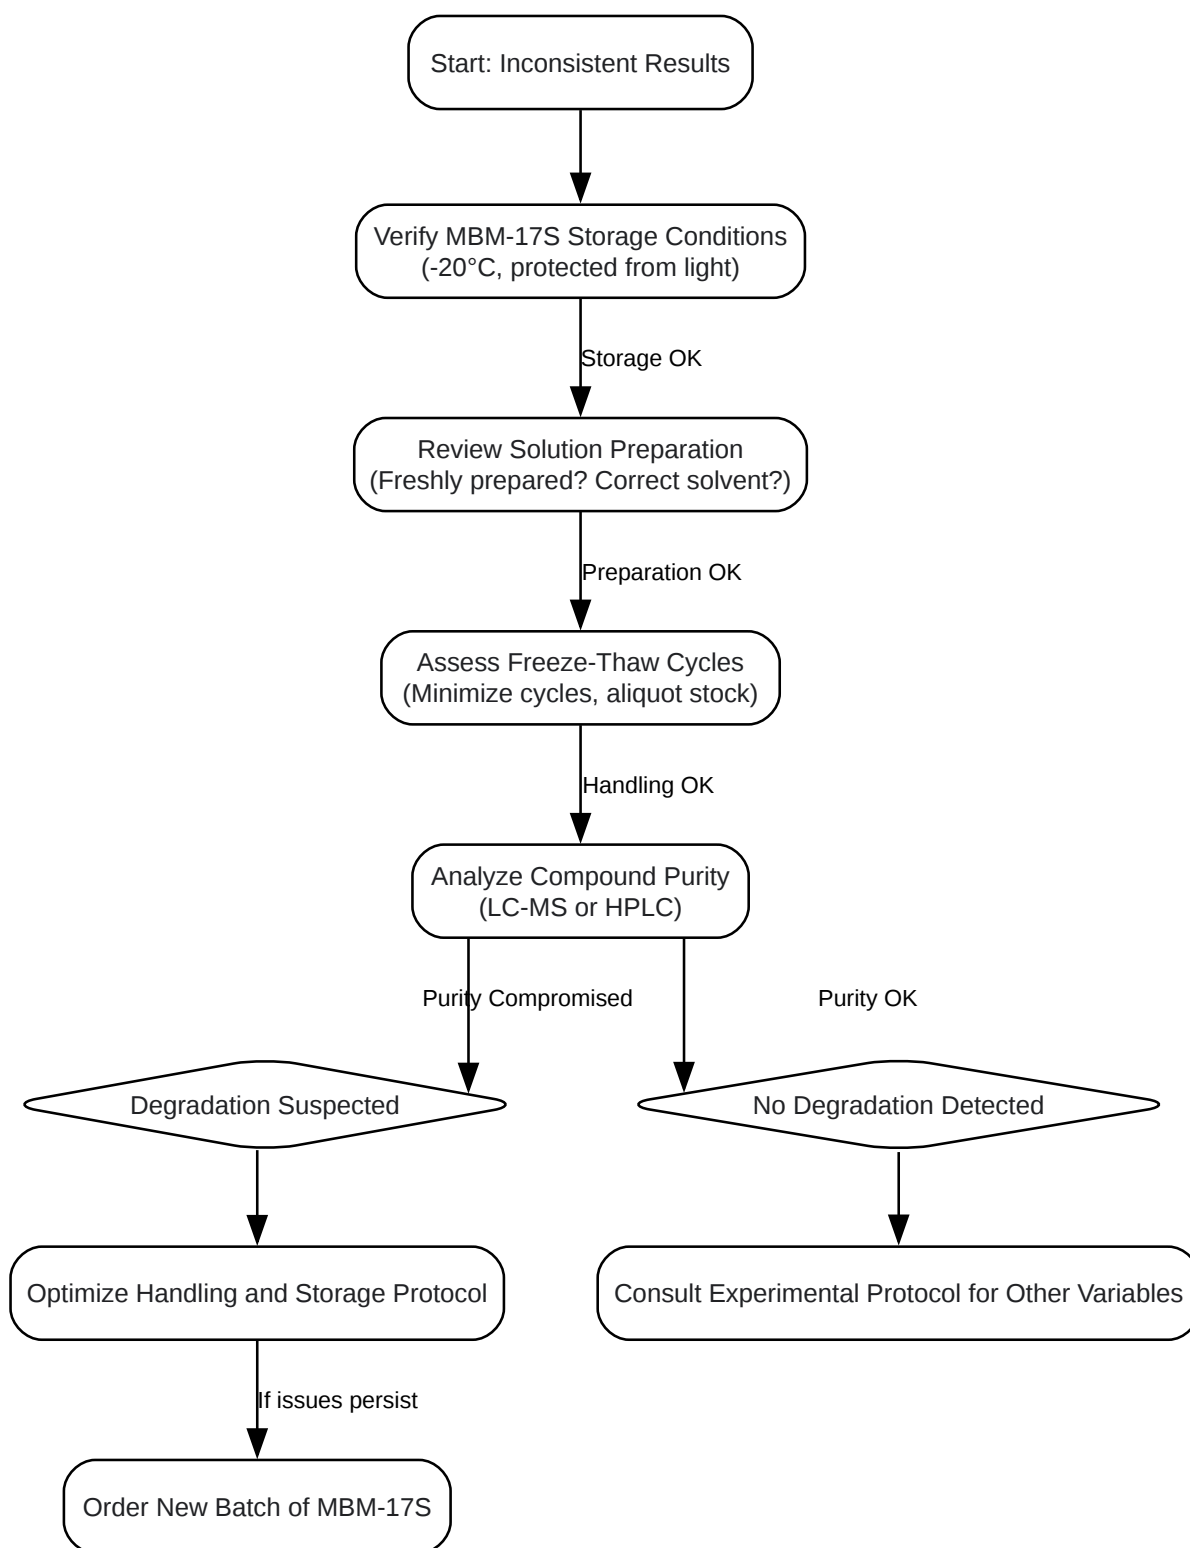 Start: Inconsistent Results
Verify MBM-17S Storage Conditions
(-20°C, protected from light)
Storage OK
Review Solution Preparation
(Freshly prepared? Correct solvent?)
Preparation OK
Assess Freeze-Thaw Cycles
(Minimize cycles, aliquot stock)
Handling OK
Analyze Compound Purity
(LC-MS or HPLC)
Purity Compromised
Purity OK
Degradation Suspected
No Degradation Detected
Optimize Handling and Storage Protocol
Consult Experimental Protocol for Other Variables
If issues persist
Order New Batch of MBM-17S